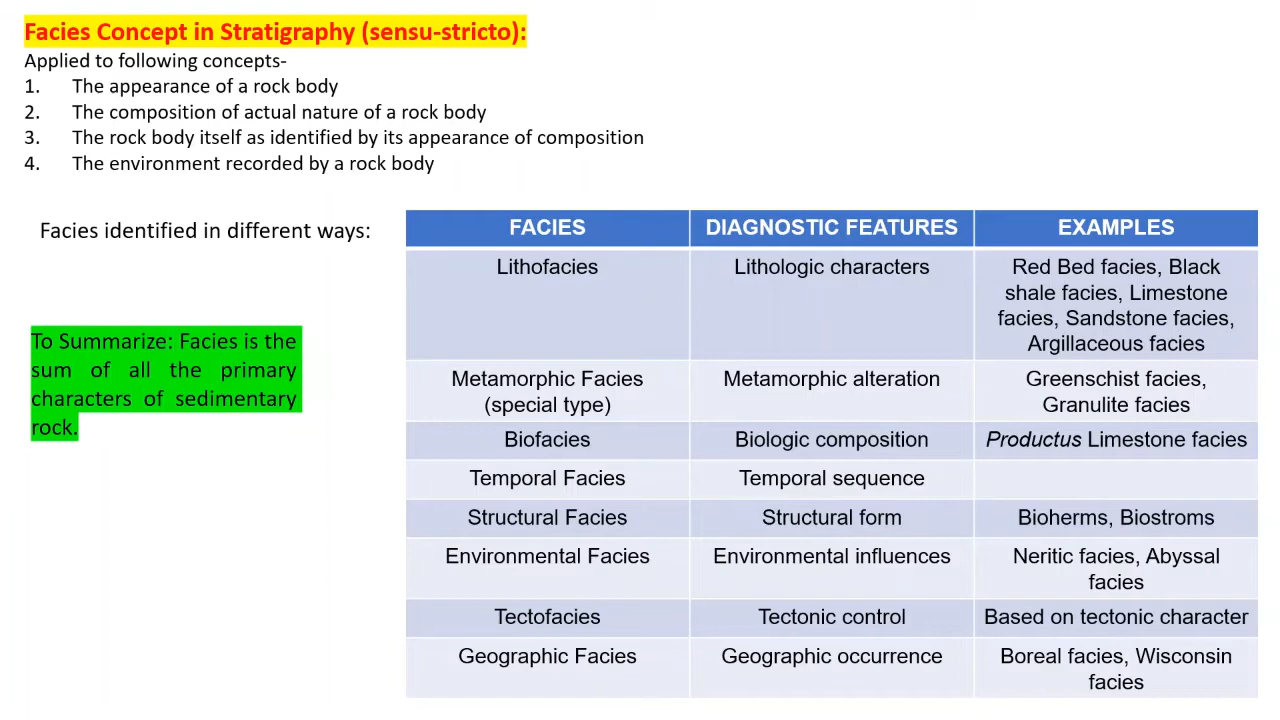 Facies Concept in Stratigraphy (sensu-stricto):
Applied to following concepts-
1. The appearance of a rock body
2. The composition of actual nature of a rock body
3. The rock body itself as identified by its appearance of composition
4. The environment recorded by a rock body
Facies identified in different ways:
To Summarize: Facies is the
sum of all the primary
characters of sedimentary
rock.
FACIES DIAGNOSTIC FEATURES EXAMPLES
Lithofacies Lithologic characters Red Bed facies, Black
shale facies, Limestone
facies, Sandstone facies,
Argillaceous facies
Metamorphic Facies Metamorphic alteration Greenschist facies,
(special type) Granulite facies
Biofacies Biologic composition Productus Limestone facies
Temporal Facies Temporal sequence
Structural Facies Structural form Bioherms, Biostroms
Environmental Facies Environmental influences Neritic facies, Abyssal
facies
Tectofacies Tectonic control Based on tectonic character
Geographic Facies Geographic occurrence Boreal facies, Wisconsin
facies